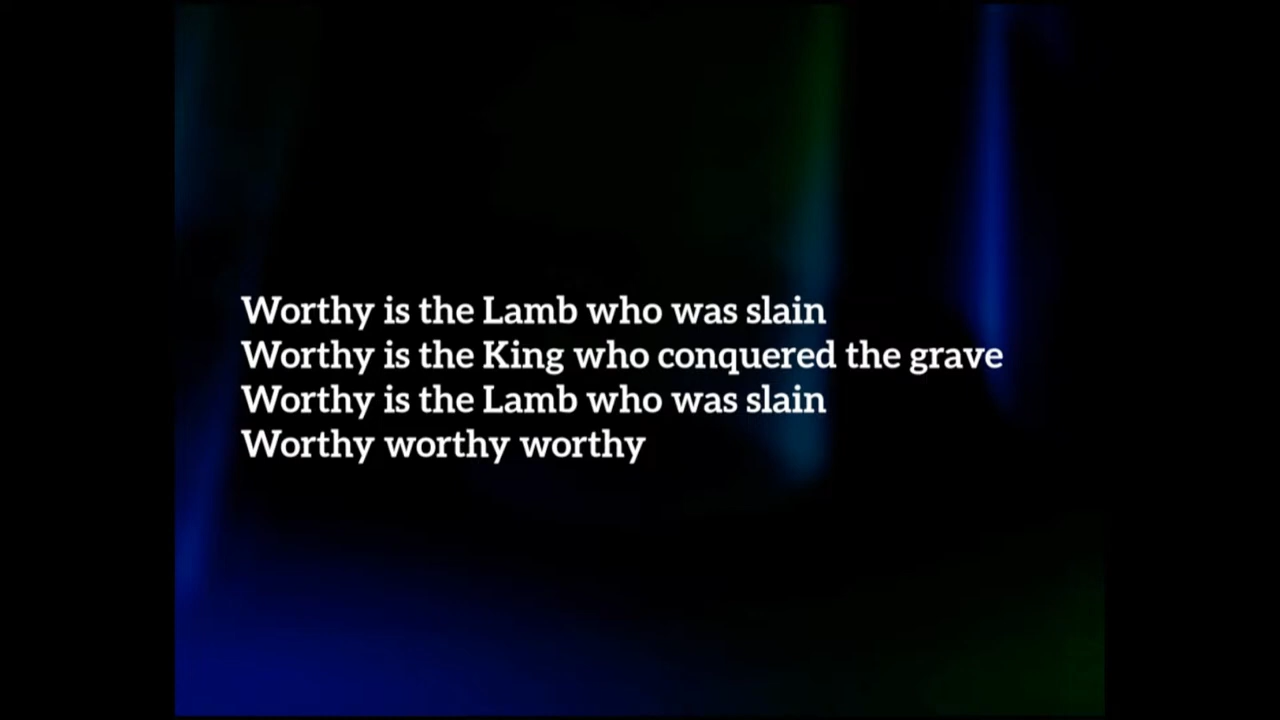 Worthy is the Lamb who was slain
Worthy is the King who conquered the grave
Worthy is the Lamb who was slain
Worthy worthy worthy